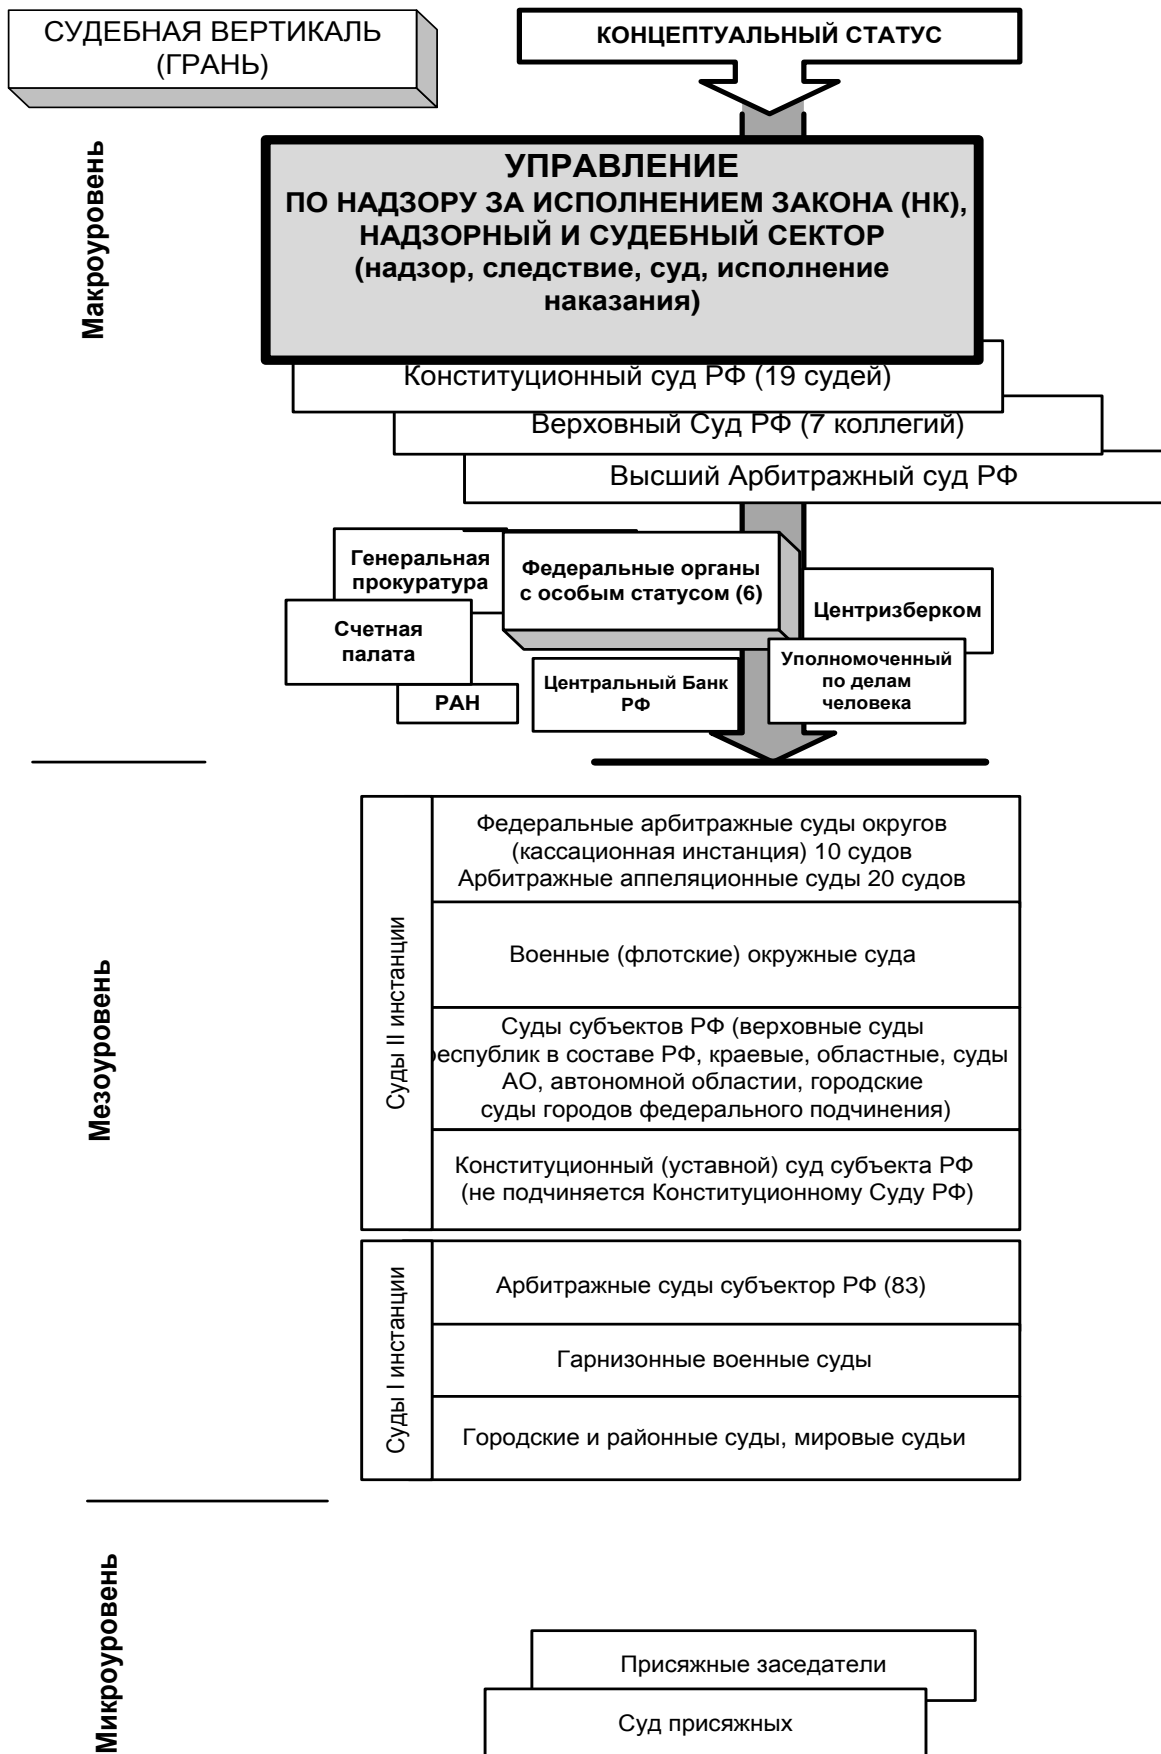 СУДЕБНАЯ ВЕРТИКАЛЬ
(ГРАНЬ)
КОНЦЕПТУАЛЬНЫЙ СТАТУС
Макроуровень
УПРАВЛЕНИЕ
ПО НАДЗОРУ ЗА ИСПОЛНЕНИЕМ ЗАКОНА (НК),
НАДЗОРНЫЙ И СУДЕБНЫЙ СЕКТОР
(надзор, следствие, суд, исполнение
наказания)
Конституционный суд РФ (19 судей)
Верховный Суд РФ (7 коллегий)
Высший Арбитражный суд РФ
Генеральная
прокуратура
Федеральные органы
с особым статусом (6)
Центризберком
Счетная
палата
Уполномоченный
по делам
человека
РАН
Центральный Банк
РФ
Мезоуровень
Суды II инстанции
Федеральные арбитражные суды округов
(кассационная инстанция) 10 судов
Арбитражные аппеляционные суды 20 судов
Военные (флотские) окружные суда
Суды субъектов РФ (верховные суды
республик в составе РФ, краевые, областные, суды
АО, автономной областии, городские
суды городов федерального подчинения)
Конституционный (уставной) суд субъекта РФ
(не подчиняется Конституционному Суду РФ)
Суды I инстанции
Арбитражные суды субъектор РФ (83)
Гарнизонные военные суды
Городские и районные суды, мировые судьи
Микроуровень
Присяжные заседатели
Суд присяжных